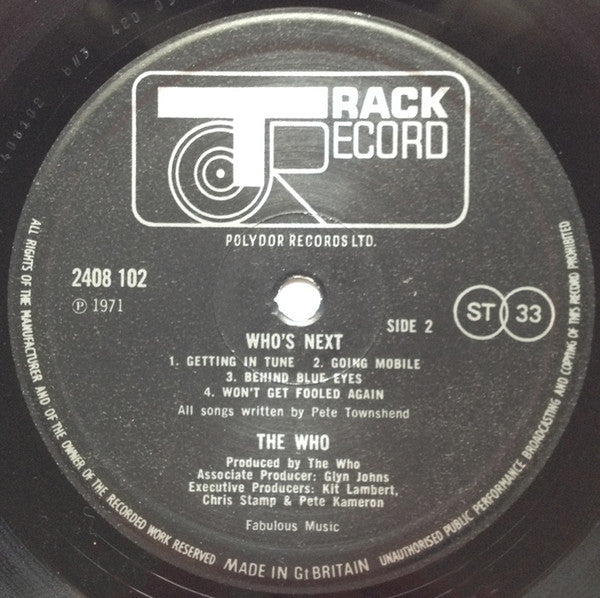 TRACK
RECORD
POLYDOR RECORDS LTD.
2408 102
℗ 1971
SIDE 2
ST 33
WHO'S NEXT
1. GETTING IN TUNE 2. GOING MOBILE
3. BEHIND BLUE EYES
4. WON'T GET FOOLED AGAIN
All songs written by Pete Townshend
THE WHO
Produced by The Who
Associate Producer: Glyn Johns
Executive Producers: Kit Lambert,
Chris Stamp & Pete Kameron
Fabulous Music
ALL RIGHTS OF THE MANUFACTURER AND OF THE OWNER OF THE RECORDED WORK RESERVED
MADE IN Gt BRITAIN
UNAUTHORISED PUBLIC PERFORMANCE BROADCASTING AND COPYING OF THIS RECORD PROHIBITED